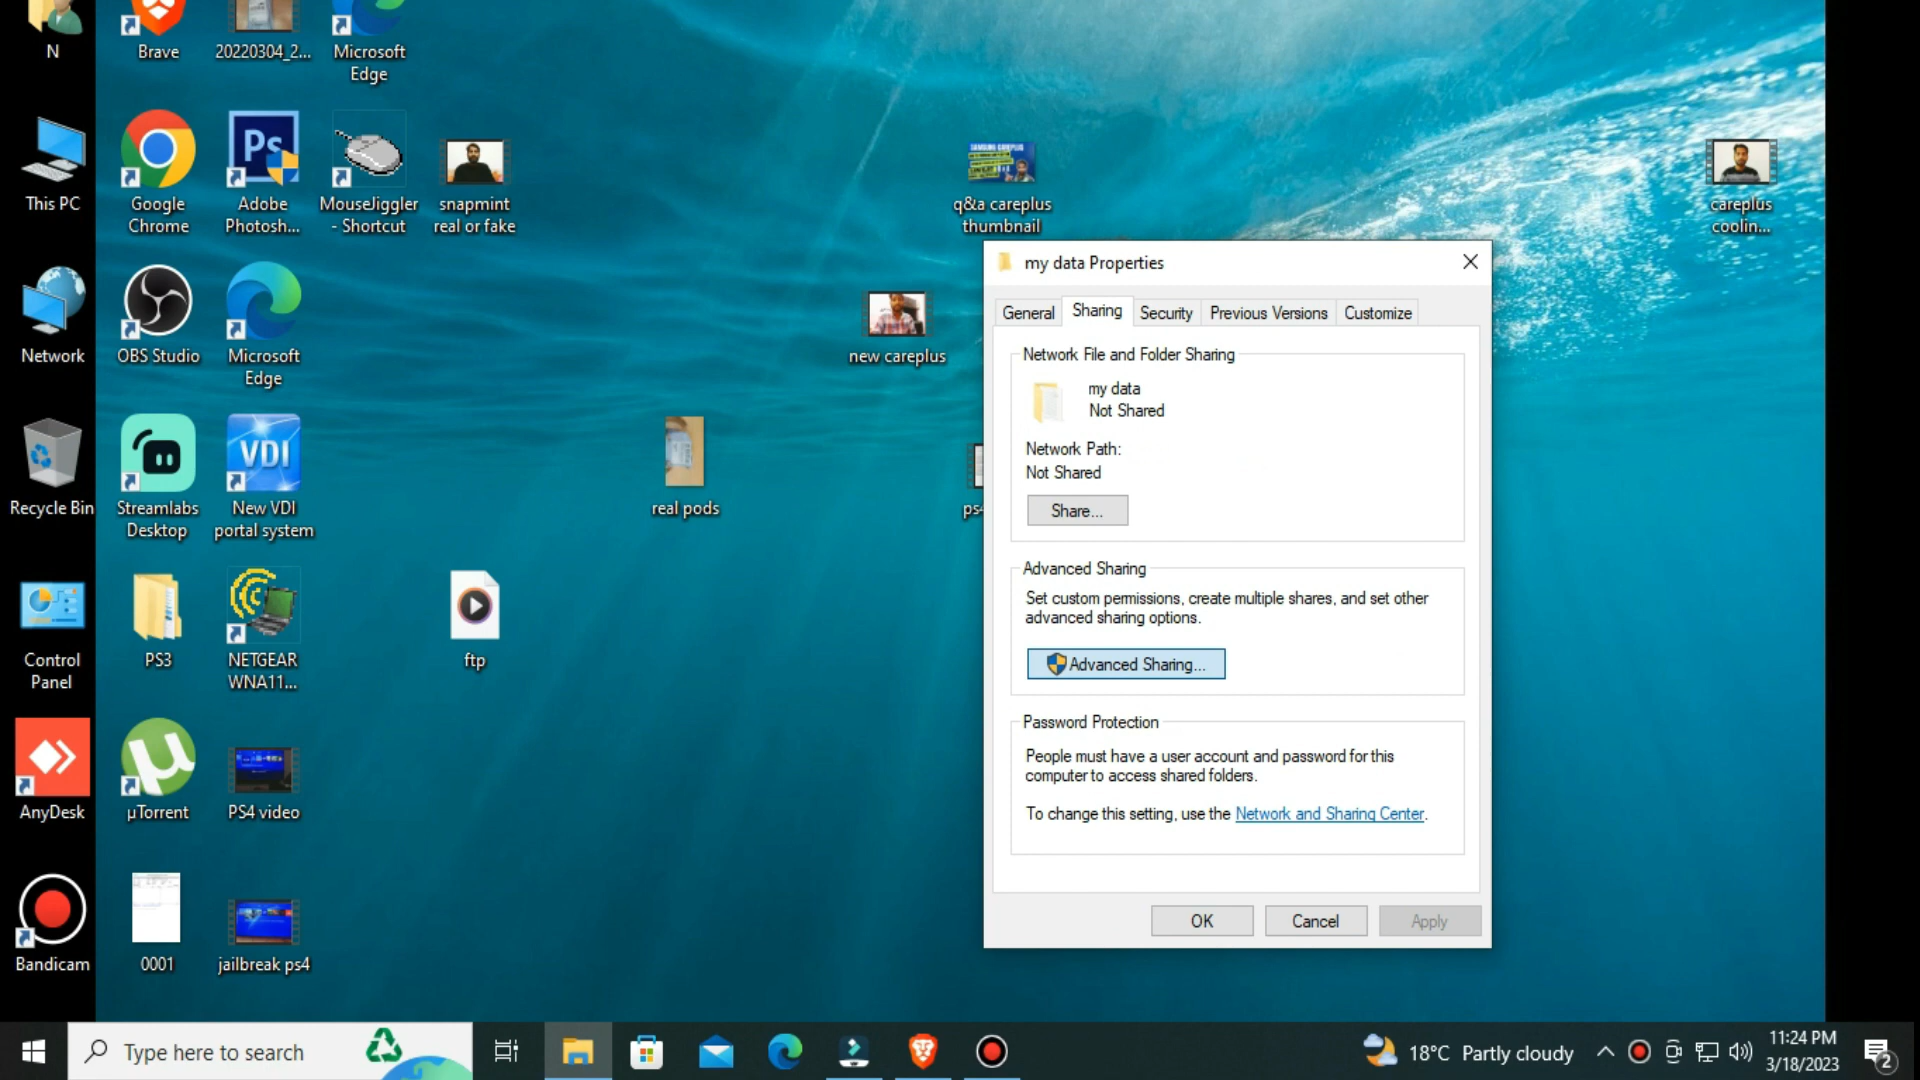 N
Brave
20220304_2...
Microsoft
Edge
This PC
Google
Chrome
Ps
Adobe
Photosh...
MouseJiggler
- Shortcut
snapmint
real or fake
SAMSUNG CAREPLUS
q&a careplus
thumbnail
careplus
coolin...
Network
OBS Studio
Microsoft
Edge
new careplus
Recycle Bin
Streamlabs
Desktop
VDI
New VDI
portal system
real pods
ps4
Control
Panel
PS3
NETGEAR
WNA11...
ftp
AnyDesk
µTorrent
PS4 video
Bandicam
0001
jailbreak ps4
my data Properties
General
Sharing
Security
Previous Versions
Customize
Network File and Folder Sharing
my data
Not Shared
Network Path:
Not Shared
Share...
Advanced Sharing
Set custom permissions, create multiple shares, and set other
advanced sharing options.
Advanced Sharing...
Password Protection
People must have a user account and password for this
computer to access shared folders.
To change this setting, use the Network and Sharing Center.
OK
Cancel
Apply
Type here to search
18°C Partly cloudy
11:24 PM
3/18/2023
2